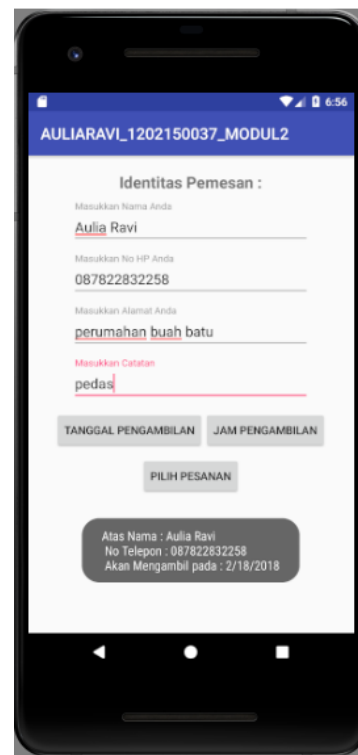 6:56
AULIARAVI_1202150037_MODUL2
Identitas Pemesan :
Masukkan Nama Anda
Aulia Ravi
Masukkan No HP Anda
087822832258
Masukkan Alamat Anda
perumahan buah batu
Masukkan Catatan
pedas
TANGGAL PENGAMBILAN JAM PENGAMBILAN
PILIH PESANAN
Atas Nama : Aulia Ravi
No Telepon : 087822832258
Akan Mengambil pada : 2/18/2018